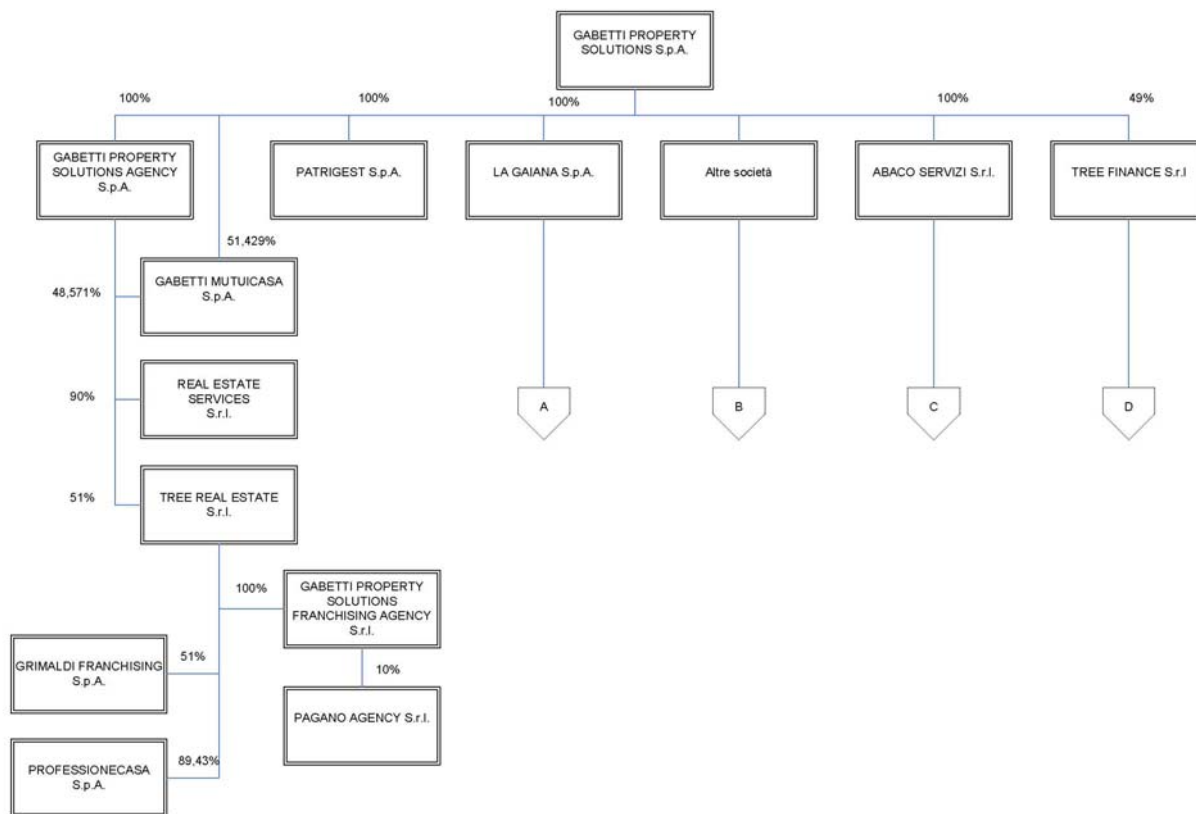 GABETTI PROPERTY
SOLUTIONS S.p.A.
100%
100%
100%
100%
49%
GABETTI PROPERTY
SOLUTIONS AGENCY
S.p.A.
PATRIGEST S.p.A.
LA GAIANA S.p.A.
Altre società
ABACO SERVIZI S.r.l.
TREE FINANCE S.r.l
51,429%
GABETTI MUTUICASA
S.p.A.
48,571%
REAL ESTATE
SERVICES
S.r.l.
90%
A
B
C
D
51%
TREE REAL ESTATE
S.r.l.
100%
GABETTI PROPERTY
SOLUTIONS
FRANCHISING AGENCY
S.r.l.
GRIMALDI FRANCHISING
S.p.A.
51%
10%
PAGANO AGENCY S.r.l.
PROFESSIONECASA
S.p.A.
89,43%